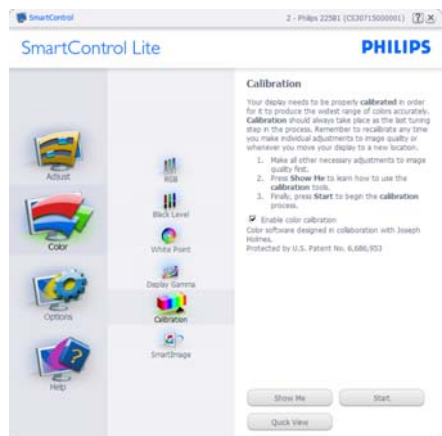 SmartControl
2 - Philips 225B1 (CS30715000001)
SmartControl Lite
PHILIPS
Adjust
Color
Options
Help
RGB
Black Level
White Point
Display Gamma
Calibration
SmartImage
Calibration
Your display needs to be properly calibrated in order
for it to produce the widest range of colors accurately.
Calibration should always take place as the last tuning
step in the process. Remember to recalibrate any time
you make individual adjustments to image quality or
whenever you move your display to a new location.
1. Make all other necessary adjustments to image
quality first.
2. Press Show Me to learn how to use the
calibration tools.
3. Finally, press Start to begin the calibration
process.
Enable color calibration
Color software designed in collaboration with Joseph
Holmes.
Protected by U.S. Patent No. 6,686,953
Show Me
Start
Quick View